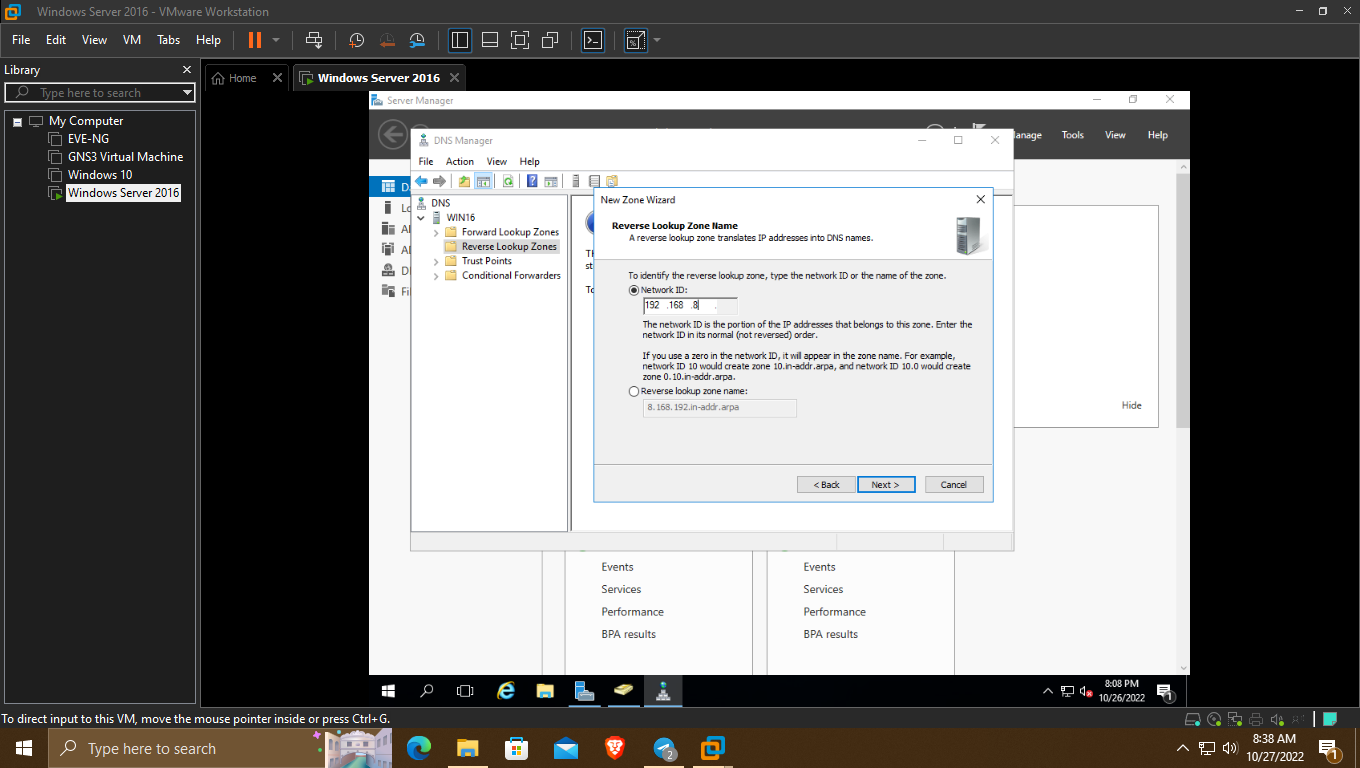 Windows Server 2016 - VMware Workstation
File Edit View VM Tabs Help
Library
Home
Windows Server 2016
Type here to search
My Computer
EVE-NG
GNS3 Virtual Machine
Windows 10
Windows Server 2016
Server Manager
Tools View Help
DNS Manager
File Action View Help
DNS
WIN16
Forward Lookup Zones
Reverse Lookup Zones
Trust Points
Conditional Forwarders
New Zone Wizard
Reverse Lookup Zone Name
A reverse lookup zone translates IP addresses into DNS names.
To identify the reverse lookup zone, type the network ID or the name of the zone.
Network ID:
192 .168 .8 .
The network ID is the portion of the IP addresses that belongs to this zone. Enter the
network ID in its normal (not reversed) order.
If you use a zero in the network ID, it will appear in the zone name. For example,
network ID 10 would create zone 10.in-addr.arpa, and network ID 10.0 would create
zone 0.10.in-addr.arpa.
Reverse lookup zone name:
8.168.192.in-addr.arpa
< Back Next > Cancel
Hide
Events
Services
Performance
BPA results
Events
Services
Performance
BPA results
8:08 PM
10/26/2022
1
To direct input to this VM, move the mouse pointer inside or press Ctrl+G.
Type here to search
2
8:38 AM
10/27/2022
1